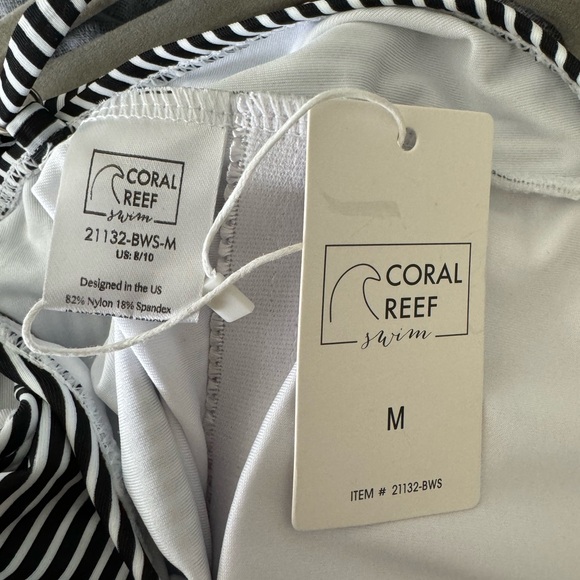 CORAL
REEF
swim
21132-BWS-M
US: 8/10
Designed in the US
82% Nylon 18% Spandex
CORAL
REEF
swim
M
ITEM # 21132-BWS